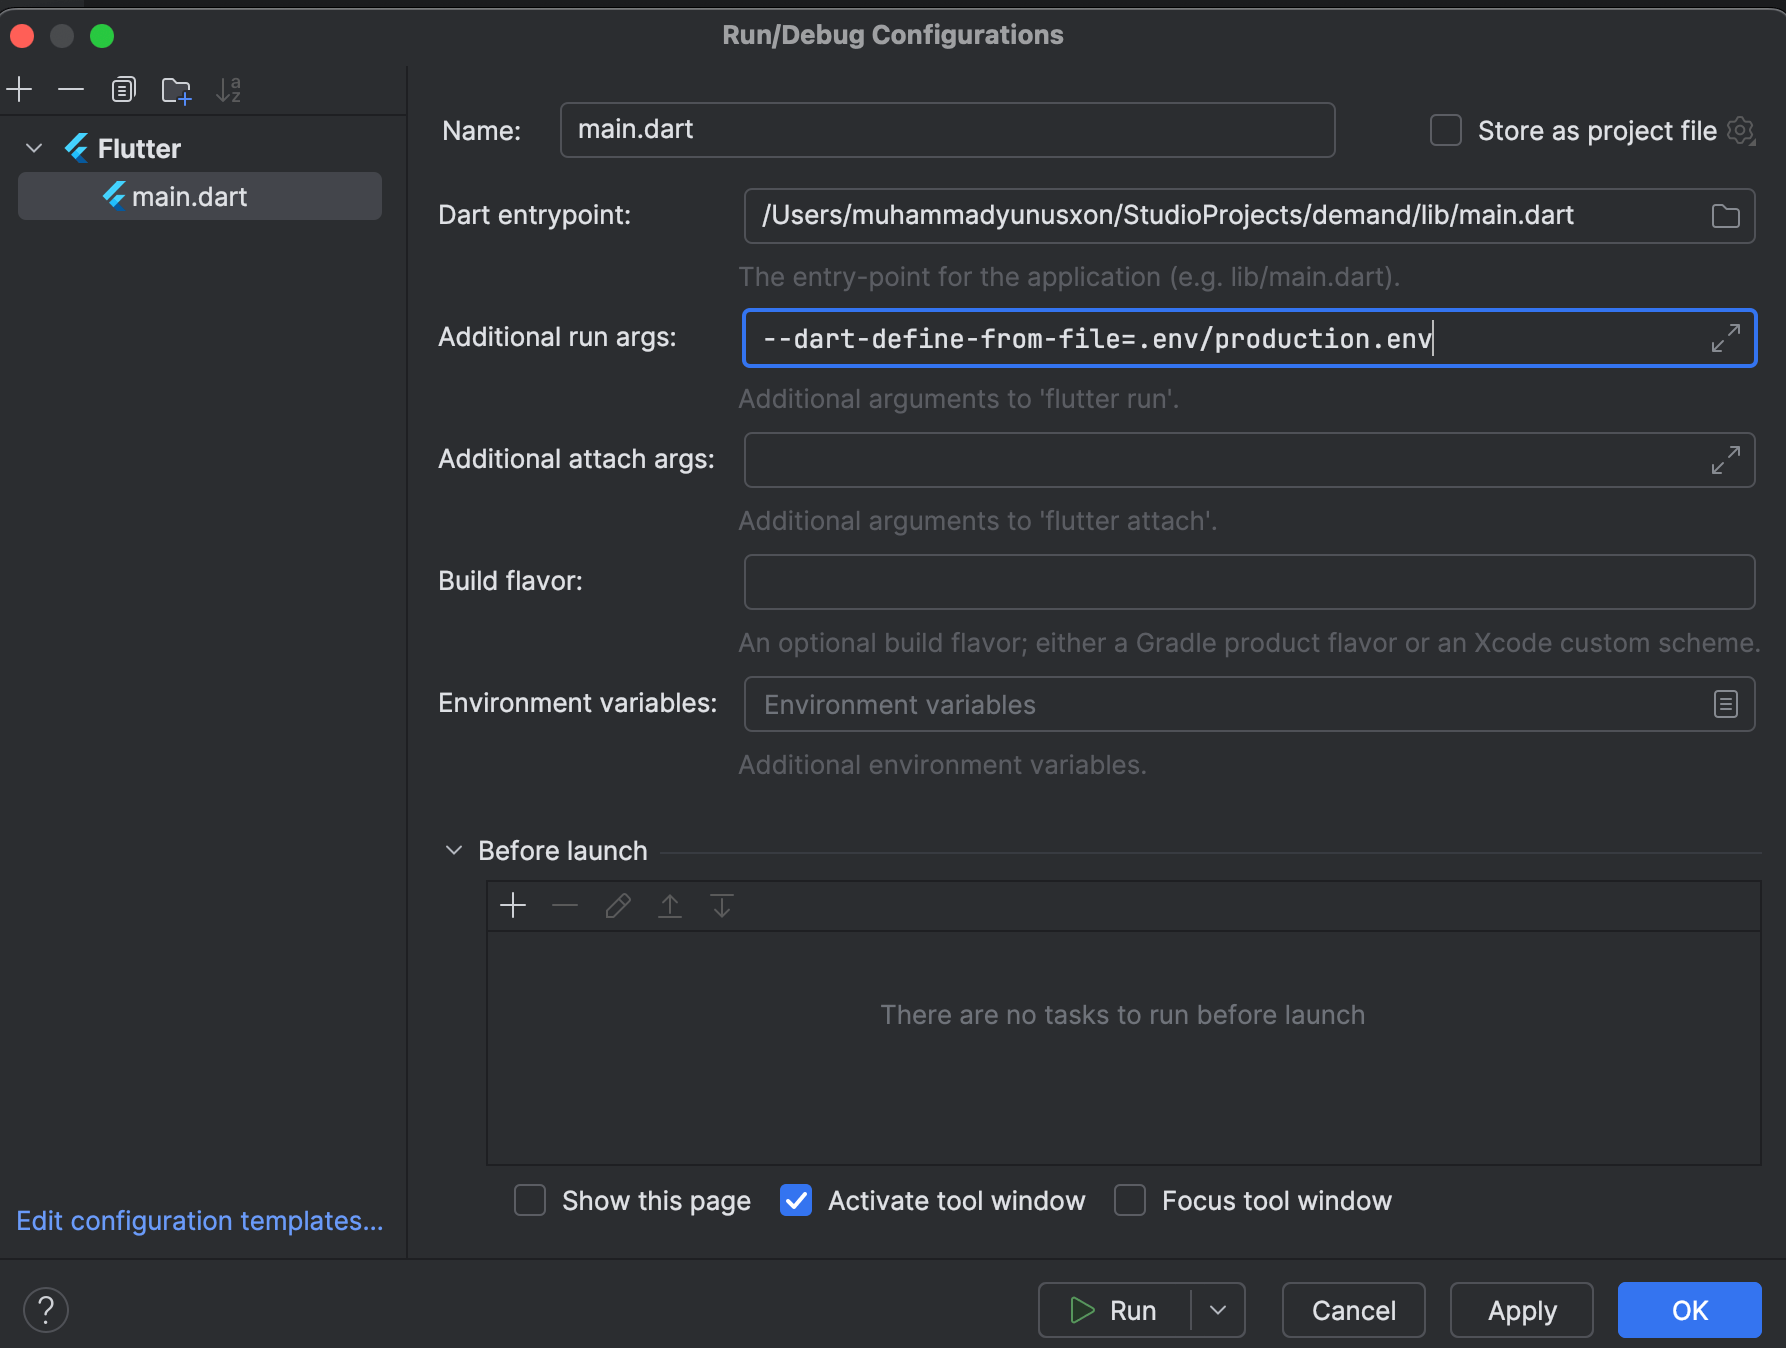 Run/Debug Configurations
Flutter
main.dart
Edit configuration templates...
Name: main.dart Store as project file
Dart entrypoint: /Users/muhammadyunusxon/StudioProjects/demand/lib/main.dart
The entry-point for the application (e.g. lib/main.dart).
Additional run args: --dart-define-from-file=.env/production.env
Additional arguments to 'flutter run'.
Additional attach args:
Additional arguments to 'flutter attach'.
Build flavor:
An optional build flavor; either a Gradle product flavor or an Xcode custom scheme.
Environment variables: Environment variables
Additional environment variables.
Before launch
There are no tasks to run before launch
Show this page Activate tool window Focus tool window
? Run Cancel Apply OK